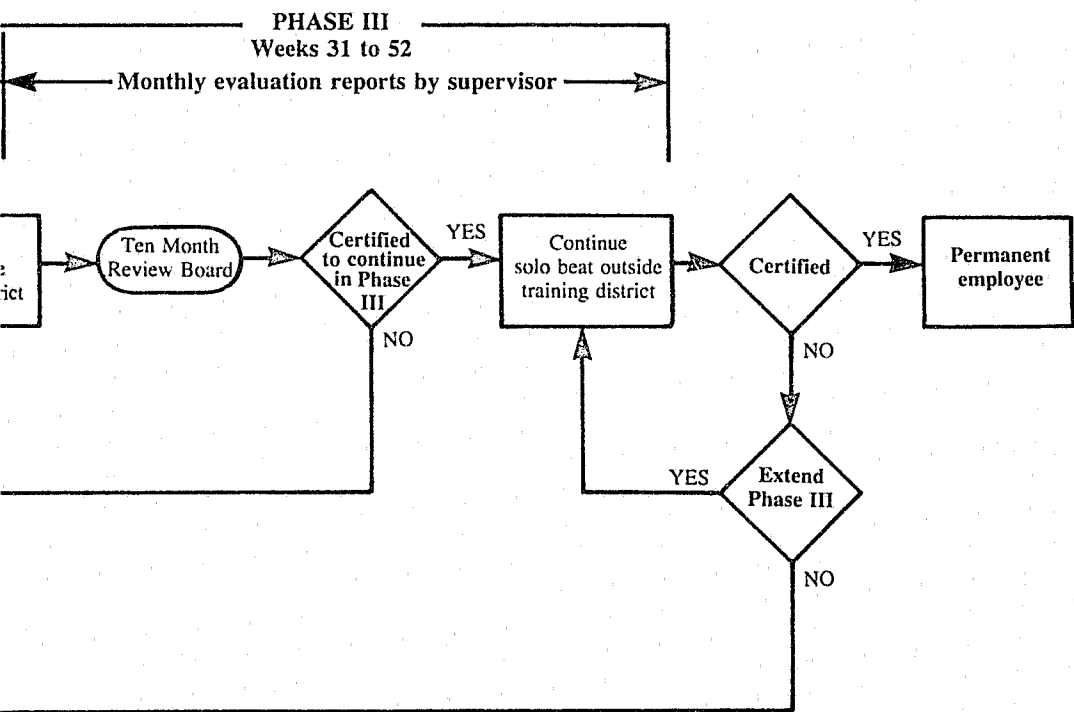 PHASE III
Weeks 31 to 52
Monthly evaluation reports by supervisor
Ten Month
Review Board
Certified
to continue
in Phase
III
YES
NO
Continue
solo beat outside
training district
Certified
YES
NO
Permanent
employee
Extend
Phase III
YES
NO